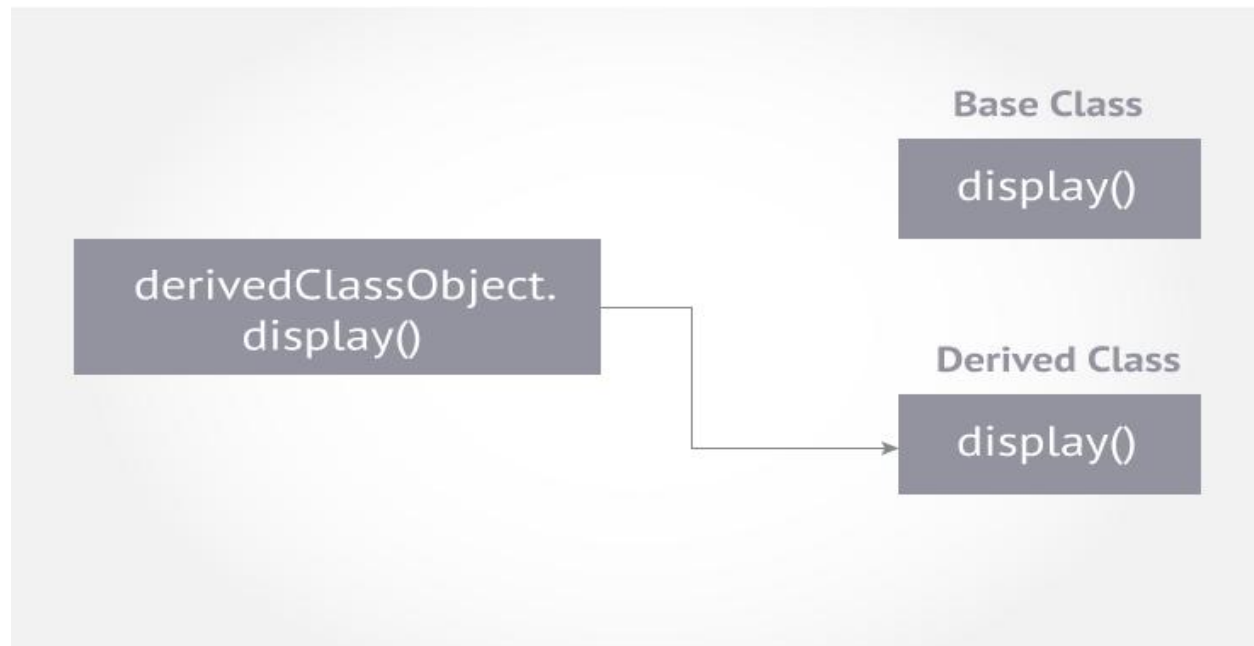 Base Class
display()
derivedClassObject.
display()
Derived Class
display()